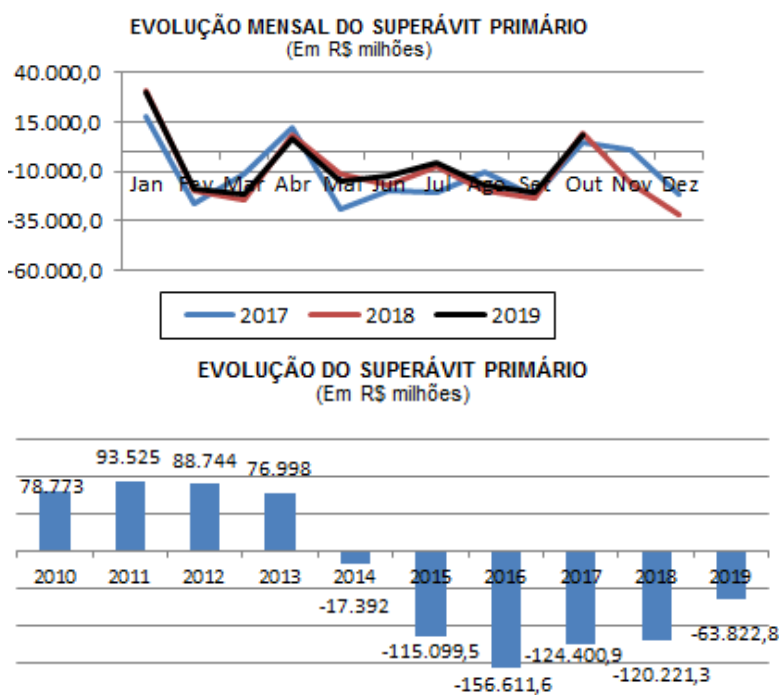 EVOLUÇÃO MENSAL DO SUPERÁVIT PRIMÁRIO
(Em R$ milhões)
40.000,0
15.000,0
-10.000,0
Jan Fev Mar Abr Mai Jun Jul Ago Set Out Nov Dez
-35.000,0
-60.000,0
2017 2018 2019
EVOLUÇÃO DO SUPERÁVIT PRIMÁRIO
(Em R$ milhões)
78.773 93.525 88.744 76.998
2010 2011 2012 2013 2014 2015 2016 2017 2018 2019
-17.392
-63.822,8
-115.099,5 -124.400,9
-120.221,3
-156.611,6